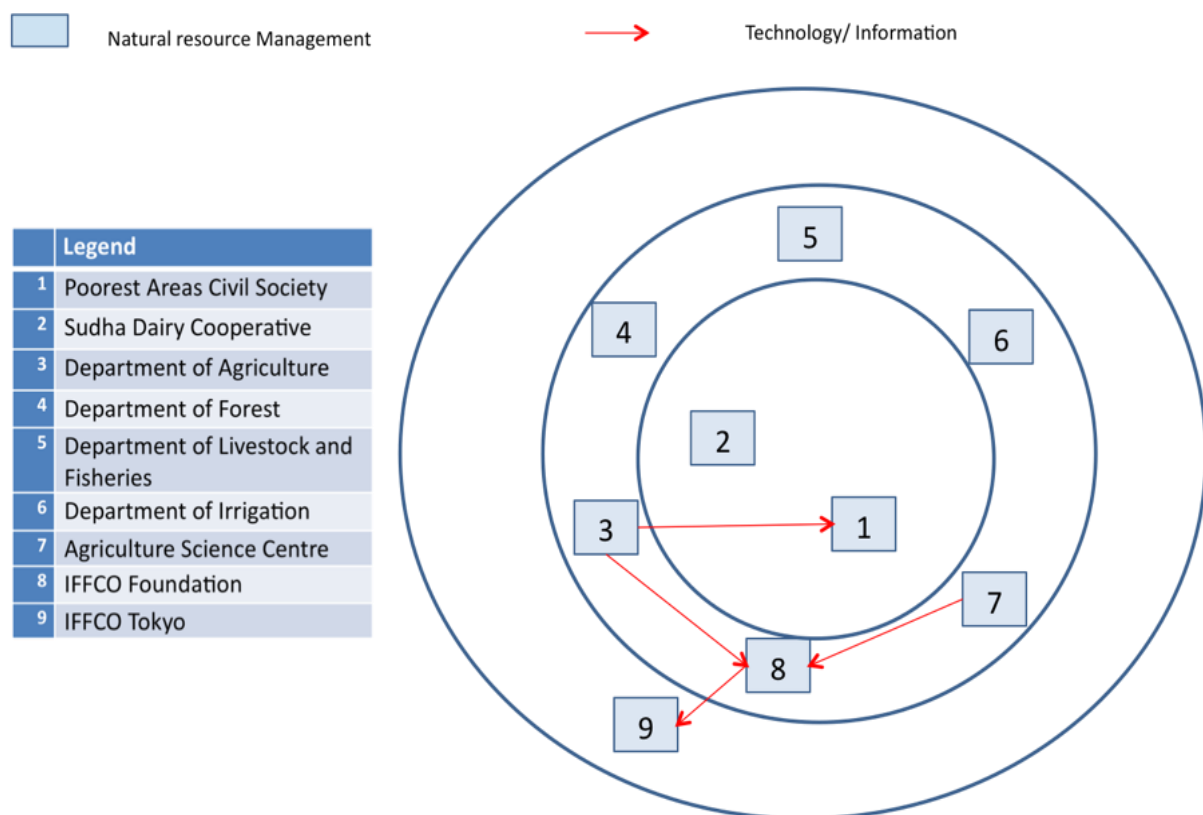 Natural resource Management
Technology/ Information
Legend
1 Poorest Areas Civil Society
2 Sudha Dairy Cooperative
3 Department of Agriculture
4 Department of Forest
5 Department of Livestock and
Fisheries
6 Department of Irrigation
7 Agriculture Science Centre
8 IFFCO Foundation
9 IFFCO Tokyo
5
4
6
2
3
1
7
8
9